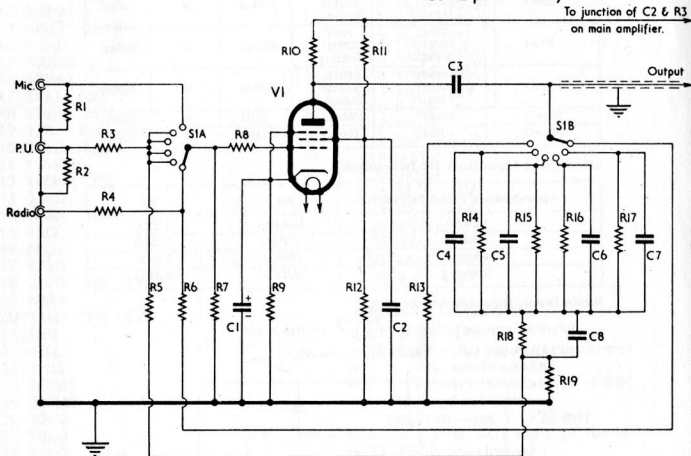 To junction of C2 & R3
on main amplifier.
R10
R11
C3
Output
Mic.
V1
R1
S1A
S1B
R3
R8
P.U.
R2
R4
Radio
R14
R15
R16
R17
C4
C5
C6
C7
R5
R6
R7
R9
R12
R13
C1
+
−
C2
R18
C8
R19